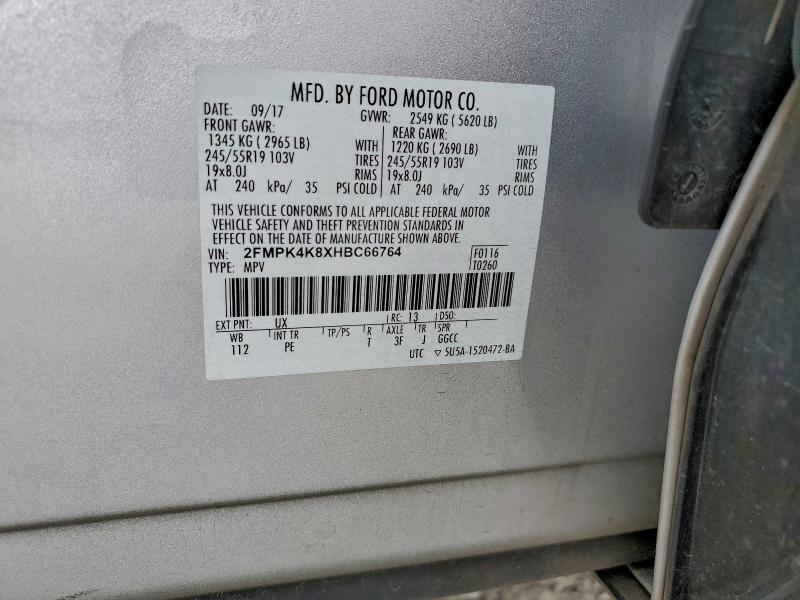 MFD. BY FORD MOTOR CO.
DATE: 09/17 GVWR: 2549 KG ( 5620 LB)
FRONT GAWR: REAR GAWR:
1345 KG ( 2965 LB) WITH 1220 KG ( 2690 LB) WITH
245/55R19 103V TIRES 245/55R19 103V TIRES
19x8.0J RIMS 19x8.0J RIMS
AT 240 kPa/ 35 PSI COLD AT 240 kPa/ 35 PSI COLD
THIS VEHICLE CONFORMS TO ALL APPLICABLE FEDERAL MOTOR
VEHICLE SAFETY AND THEFT PREVENTION STANDARDS IN
EFFECT ON THE DATE OF MANUFACTURE SHOWN ABOVE.
VIN: 2FMPK4K8XHBC66764 F0116
TYPE: MPV T0260
EXT PNT: UX RC: 13 DSO:
WB INT TR TP/PS R AXLE TR SPR
112 PE T 3F J GGCC
UTC ▽ 5U5A-1520472-BA